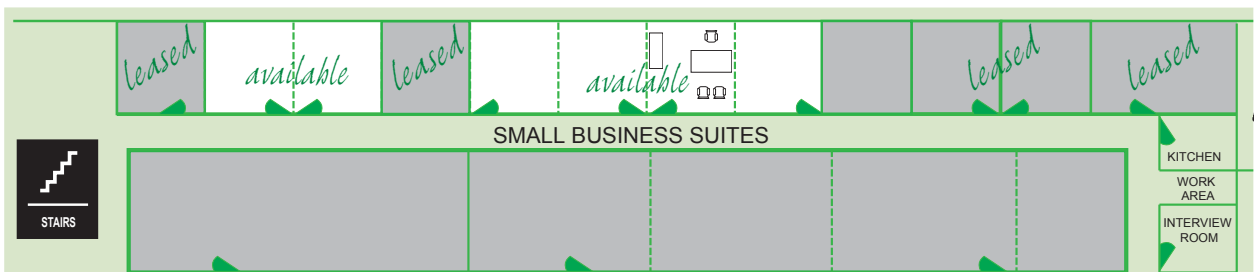 leased
available
leased
available
leased
leased
SMALL BUSINESS SUITES
STAIRS
KITCHEN
WORK
AREA
INTERVIEW
ROOM